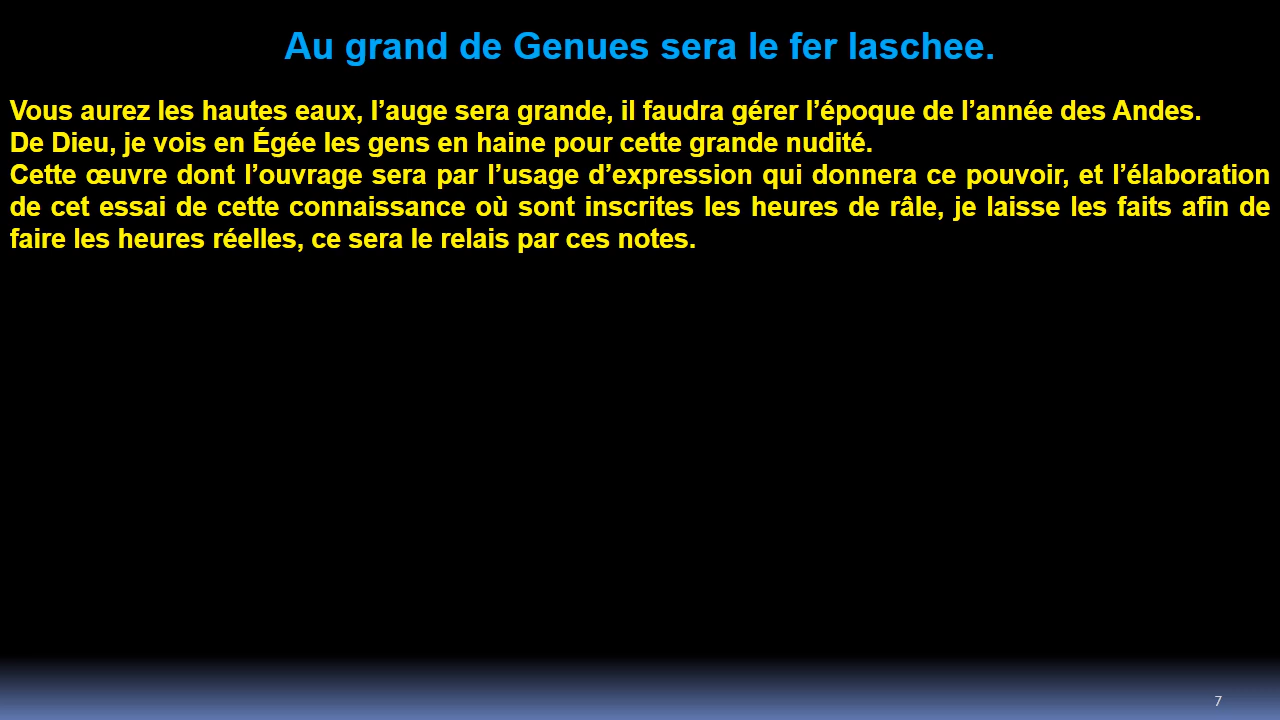 Au grand de Genues sera le fer laschee.
Vous aurez les hautes eaux, l’auge sera grande, il faudra gérer l’époque de l’année des Andes.
De Dieu, je vois en Égée les gens en haine pour cette grande nudité.
Cette œuvre dont l’ouvrage sera par l’usage d’expression qui donnera ce pouvoir, et l’élaboration
de cet essai de cette connaissance où sont inscrites les heures de râle, je laisse les faits afin de
faire les heures réelles, ce sera le relais par ces notes.
7